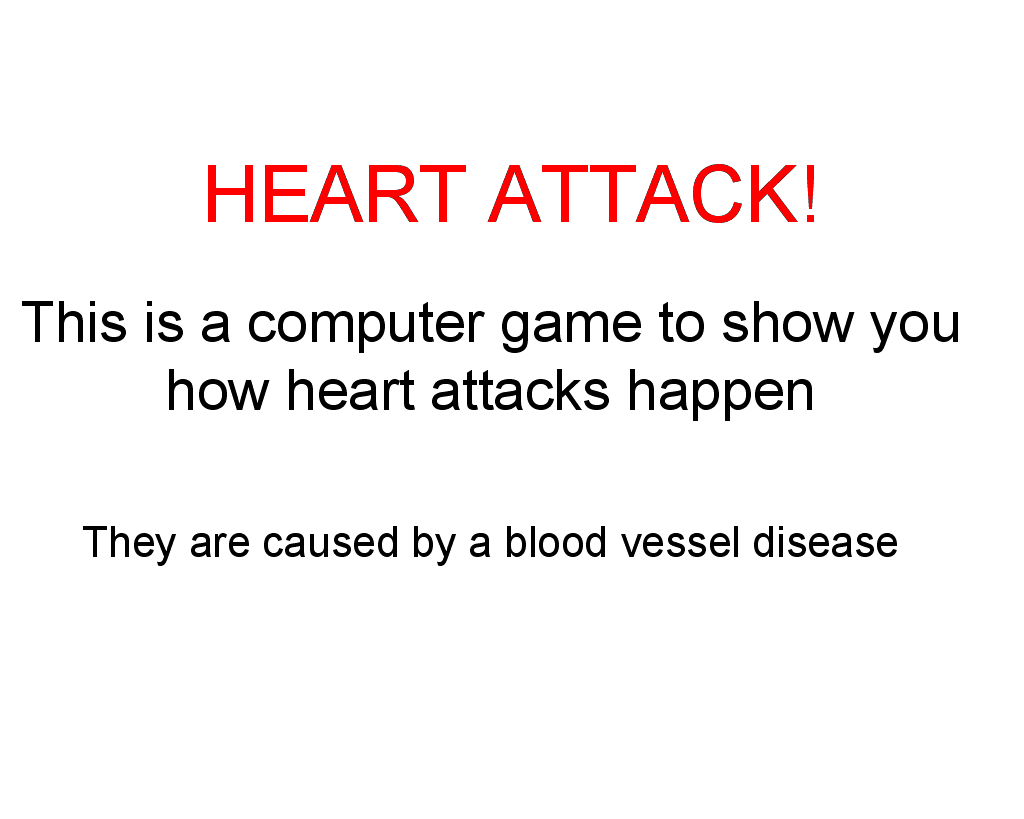 HEART ATTACK!
This is a computer game to show you
how heart attacks happen
They are caused by a blood vessel disease